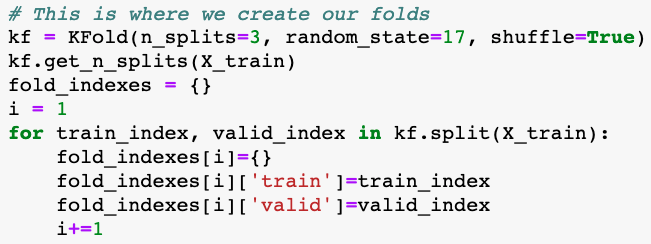 # This is where we create our folds
kf = KFold(n_splits=3, random_state=17, shuffle=True)
kf.get_n_splits(X_train)
fold_indexes = {}
i = 1
for train_index, valid_index in kf.split(X_train):
    fold_indexes[i]={}
    fold_indexes[i]['train']=train_index
    fold_indexes[i]['valid']=valid_index
    i+=1